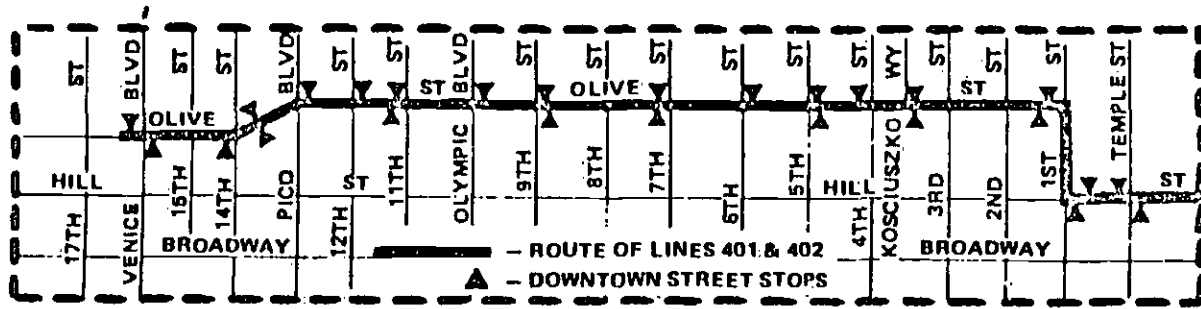 17TH ST
VENICE BLVD
15TH ST
14TH ST
PICO BLVD
12TH ST
11TH ST
OLYMPIC BLVD
9TH ST
8TH ST
7TH ST
6TH ST
5TH ST
4TH ST.
KOSCIUSZKO WY
3RD ST
2ND ST
1ST ST
TEMPLE ST
OLIVE ST OLIVE ST
HILL ST HILL ST
BROADWAY BROADWAY
– ROUTE OF LINES 401 & 402
– DOWNTOWN STREET STOPS